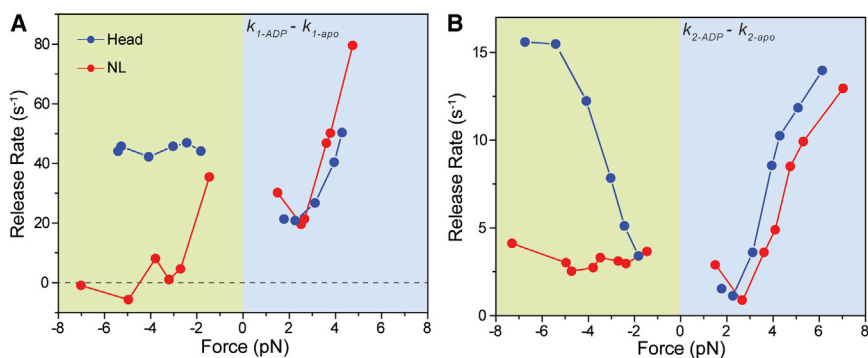 A
Head
NL
k1-ADP - k1-apo
80
60
40
20
0
Release Rate (s-1)
-8 -6 -4 -2 0 2 4 6 8
Force (pN)
B
k2-ADP - k2-apo
15
10
5
0
Release Rate (s-1)
-8 -6 -4 -2 0 2 4 6 8
Force (pN)